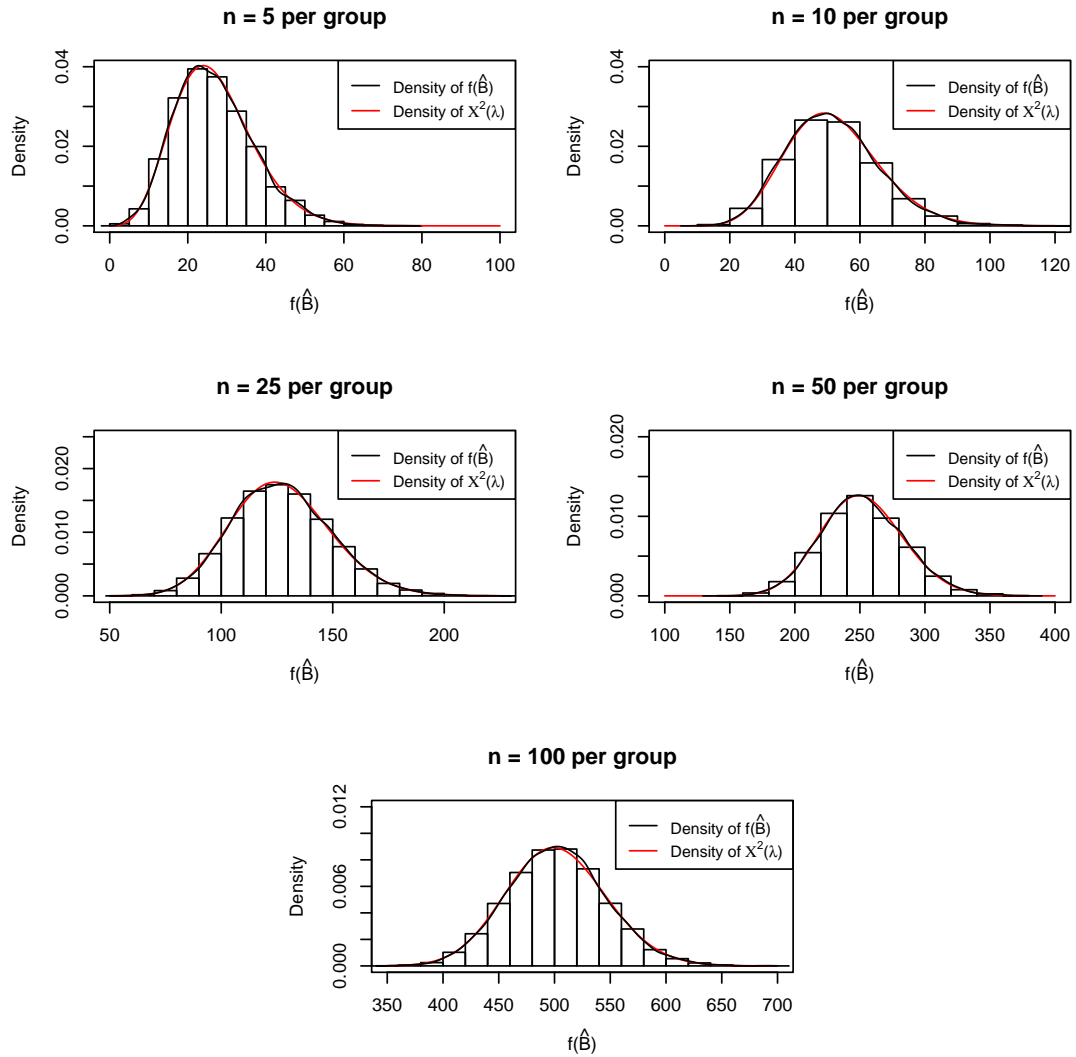 n = 5 per group
Density
0.00 0.02 0.04
Density of f(B̂)
Density of X²(λ)
0 20 40 60 80 100
f(B̂)
n = 10 per group
Density
0.00 0.02 0.04
Density of f(B̂)
Density of X²(λ)
0 20 40 60 80 100 120
f(B̂)
n = 25 per group
Density
0.000 0.010 0.020
Density of f(B̂)
Density of X²(λ)
50 100 150 200
f(B̂)
n = 50 per group
Density
0.000 0.010 0.020
Density of f(B̂)
Density of X²(λ)
100 150 200 250 300 350 400
f(B̂)
n = 100 per group
Density
0.000 0.006 0.012
Density of f(B̂)
Density of X²(λ)
350 400 450 500 550 600 650 700
f(B̂)